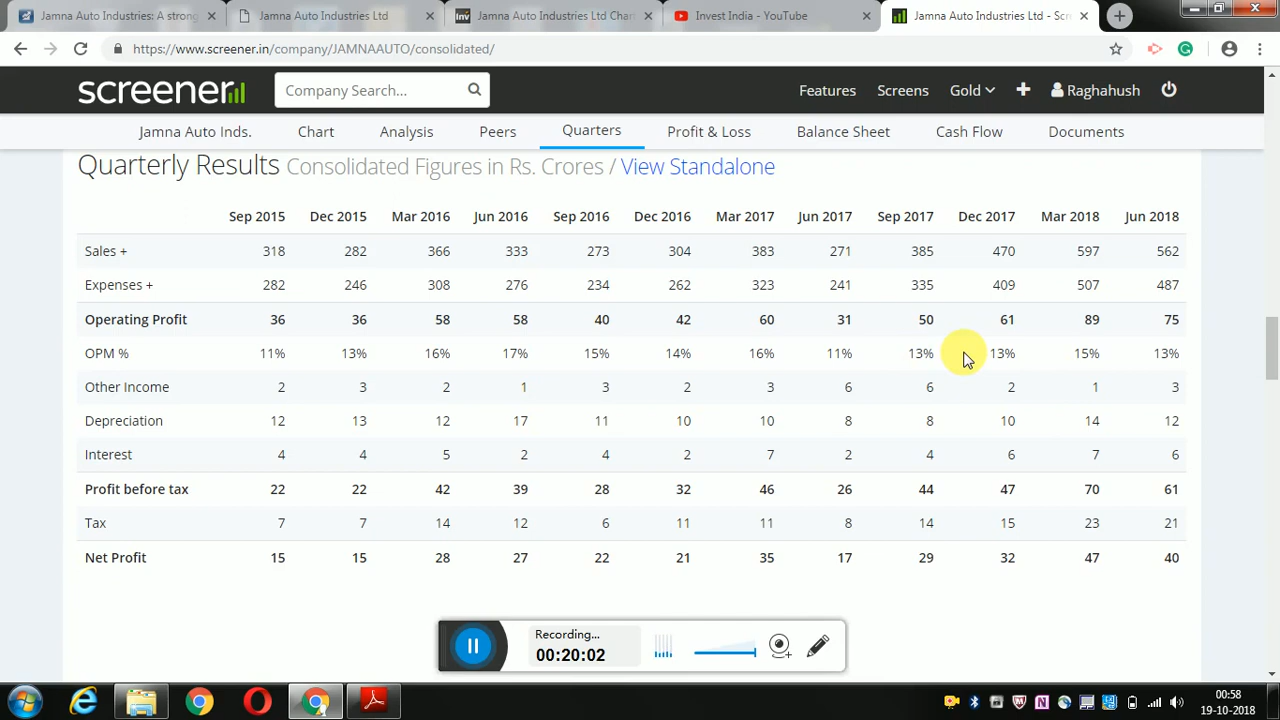 Jamna Auto Industries: A stron
Jamna Auto Industries Ltd
Inv
Jamna Auto Industries Ltd Char
Invest India - YouTube
Jamna Auto Industries Ltd - Scr
https://www.screener.in/company/JAMNAAUTO/consolidated/
screener
Company Search...
Features
Screens
Gold
Raghahush
Jamna Auto Inds.
Chart
Analysis
Peers
Quarters
Profit & Loss
Balance Sheet
Cash Flow
Documents
Quarterly Results Consolidated Figures in Rs. Crores / View Standalone
Sep 2015 Dec 2015 Mar 2016 Jun 2016 Sep 2016 Dec 2016 Mar 2017 Jun 2017 Sep 2017 Dec 2017 Mar 2018 Jun 2018
Sales + 318 282 366 333 273 304 383 271 385 470 597 562
Expenses + 282 246 308 276 234 262 323 241 335 409 507 487
Operating Profit 36 36 58 58 40 42 60 31 50 61 89 75
OPM % 11% 13% 16% 17% 15% 14% 16% 11% 13% 13% 15% 13%
Other Income 2 3 2 1 3 2 3 6 6 2 1 3
Depreciation 12 13 12 17 11 10 10 8 8 10 14 12
Interest 4 4 5 2 4 2 7 2 4 6 7 6
Profit before tax 22 22 42 39 28 32 46 26 44 47 70 61
Tax 7 7 14 12 6 11 11 8 14 15 23 21
Net Profit 15 15 28 27 22 21 35 17 29 32 47 40
Recording...
00:20:02
00:58
19-10-2018